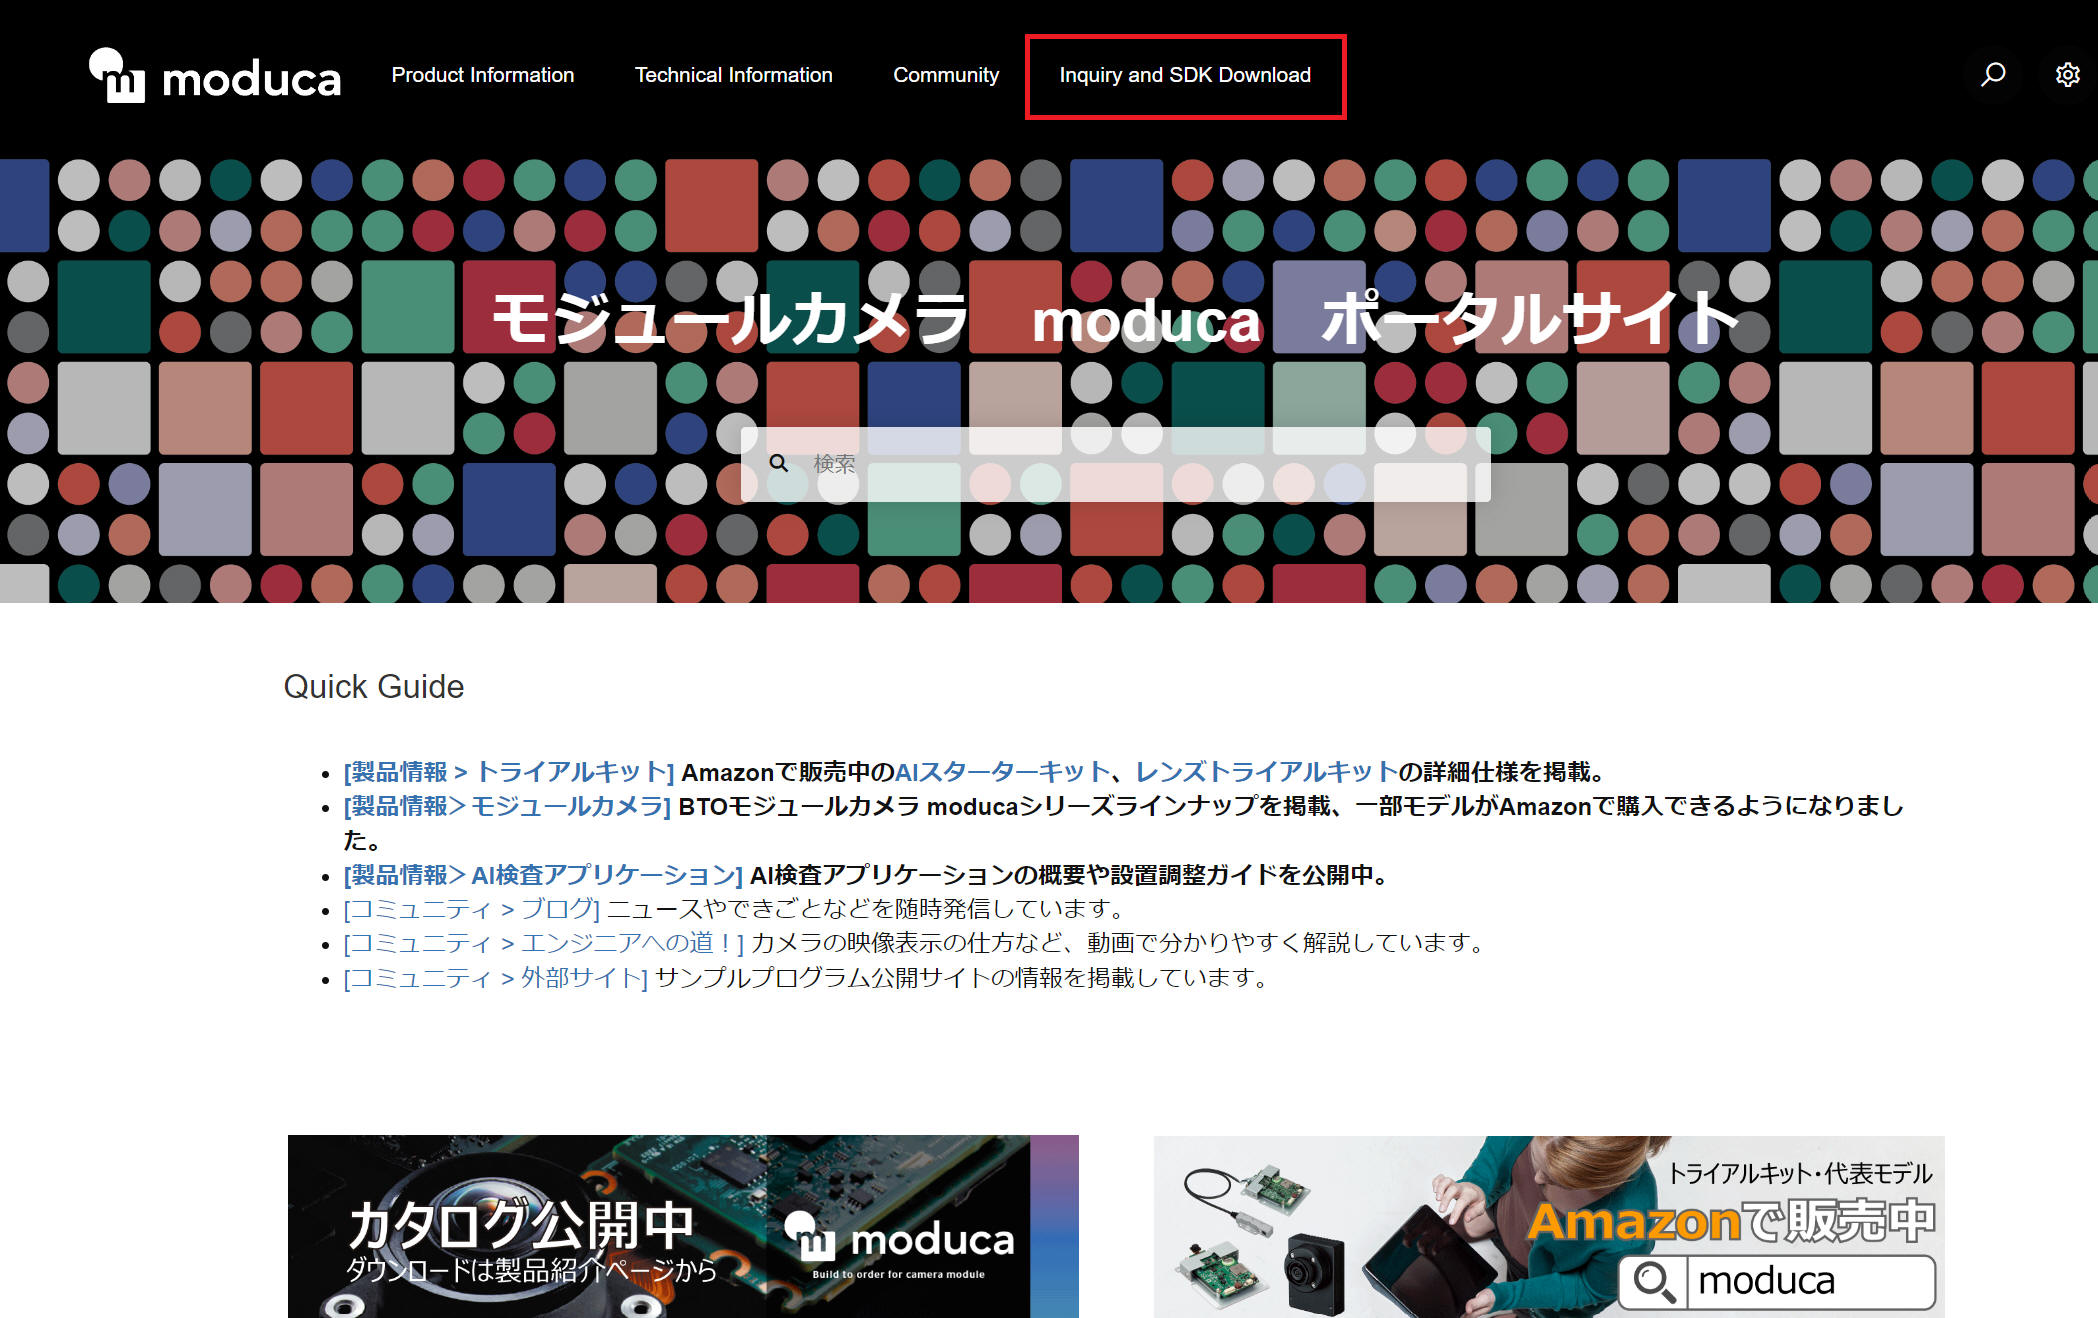 moduca Product Information Technical Information Community Inquiry and SDK Download
モジュールカメラ　moduca　ポータルサイト
検索
Quick Guide
• [製品情報 > トライアルキット] Amazonで販売中のAIスターターキット、レンズトライアルキットの詳細仕様を掲載。
• [製品情報＞モジュールカメラ] BTOモジュールカメラ moducaシリーズラインナップを掲載、一部モデルがAmazonで購入できるようになりまし
た。
• [製品情報＞AI検査アプリケーション] AI検査アプリケーションの概要や設置調整ガイドを公開中。
• [コミュニティ > ブログ] ニュースやできごとなどを随時発信しています。
• [コミュニティ > エンジニアへの道！] カメラの映像表示の仕方など、動画で分かりやすく解説しています。
• [コミュニティ > 外部サイト] サンプルプログラム公開サイトの情報を掲載しています。
カタログ公開中
ダウンロードは製品紹介ページから
moduca
Build to order for camera module
トライアルキット・代表モデル
Amazonで販売中
moduca